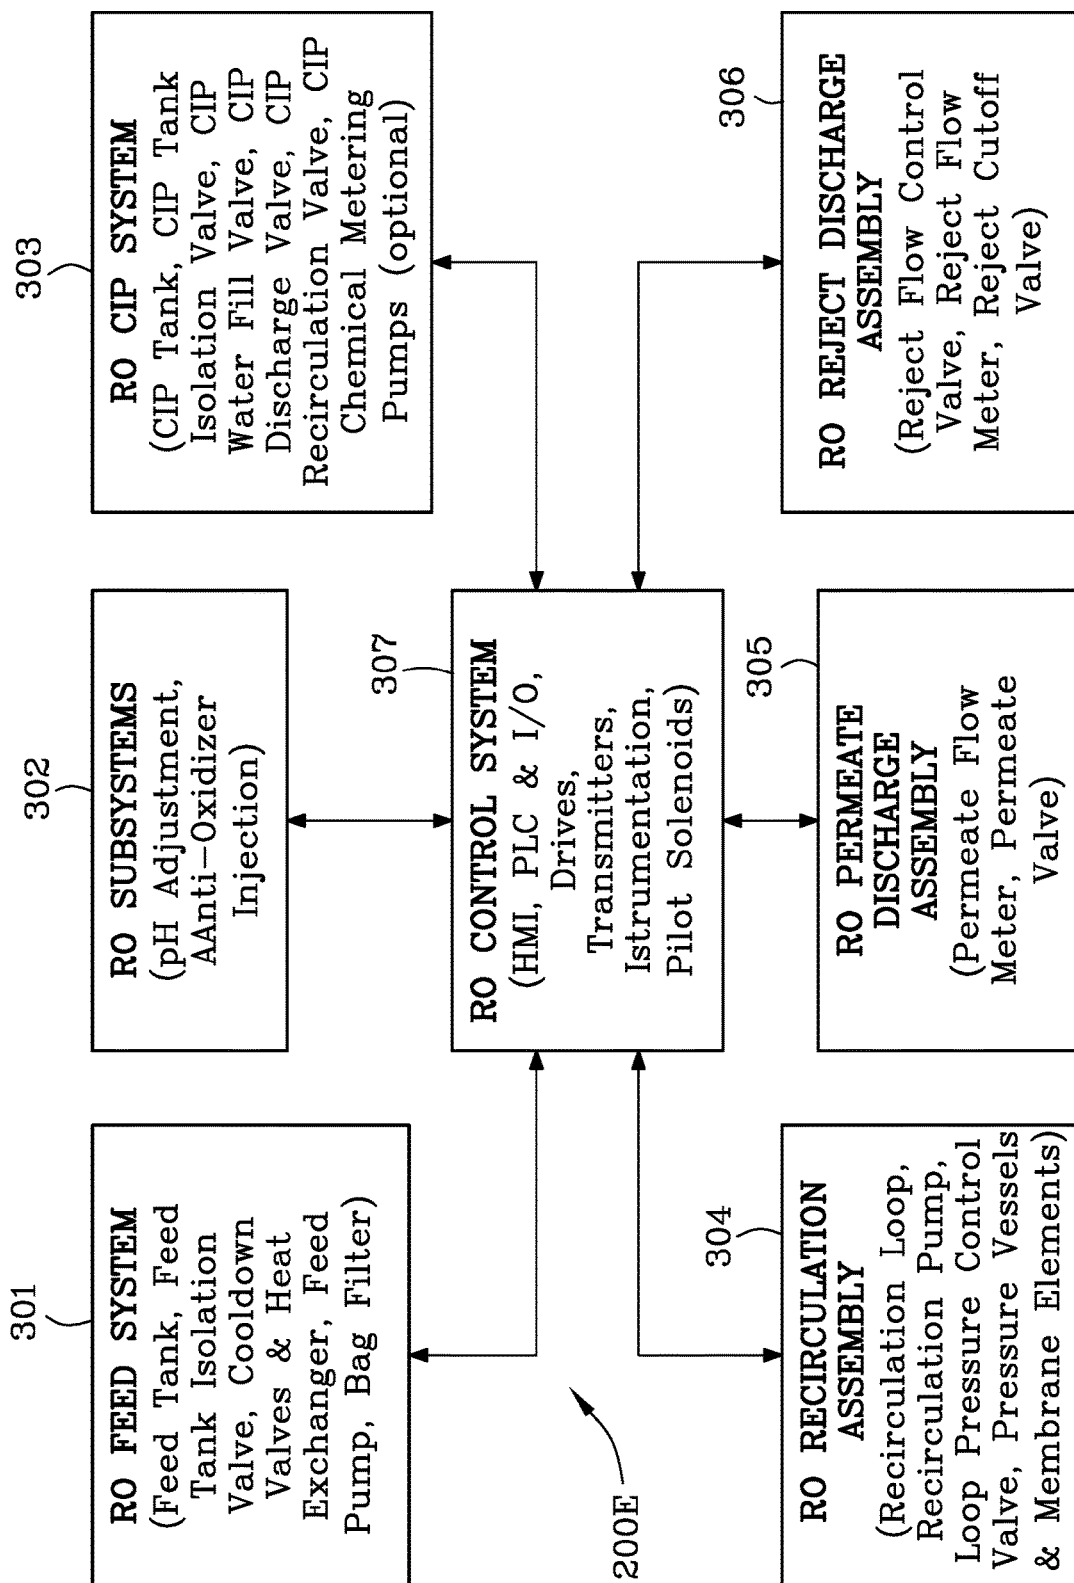 301
RO FEED SYSTEM
(Feed Tank, Feed
Tank Isolation
Valve, Cooldown
Valves & Heat
Exchanger, Feed
Pump, Bag Filter)
302
RO SUBSYSTEMS
(pH Adjustment,
AAnti-Oxidizer
Injection)
303
RO CIP SYSTEM
(CIP Tank, CIP Tank
Isolation Valve, CIP
Water Fill Valve, CIP
Discharge Valve, CIP
Recirculation Valve, CIP
Chemical Metering
Pumps (optional)
307
RO CONTROL SYSTEM
(HMI, PLC & I/O,
Drives,
Transmitters,
Istrumentation,
Pilot Solenoids)
200E
304
RO RECIRCULATION
ASSEMBLY
(Recirculation Loop,
Recirculation Pump,
Loop Pressure Control
Valve, Pressure Vessels
& Membrane Elements)
305
RO PERMEATE
DISCHARGE
ASSEMBLY
(Permeate Flow
Meter, Permeate
Valve)
306
RO REJECT DISCHARGE
ASSEMBLY
(Reject Flow Control
Valve, Reject Flow
Meter, Reject Cutoff
Valve)